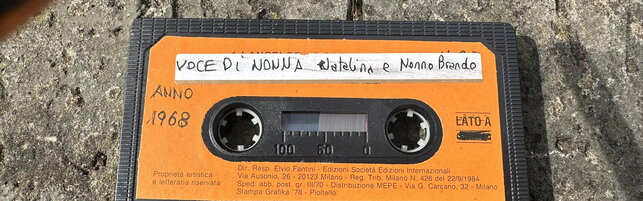 VOCE DI NONNA Natalina e Nonno Brando
ANNO
1968
LATO A
100 50 0
Proprietà artistica
e letteraria riservata
Dir. Resp. Elvio Fantini - Edizioni Società Edizioni Internazionali
Via Ausonio, 26 - 20123 Milano - Reg. Trib. Milano N. 426 del 22/9/1984
Sped. abb. post. gr. III/70 - Distribuzione MEPE - Via G. Carcano, 32 - Milano
Stampa Grafika '78 - Pioltello.